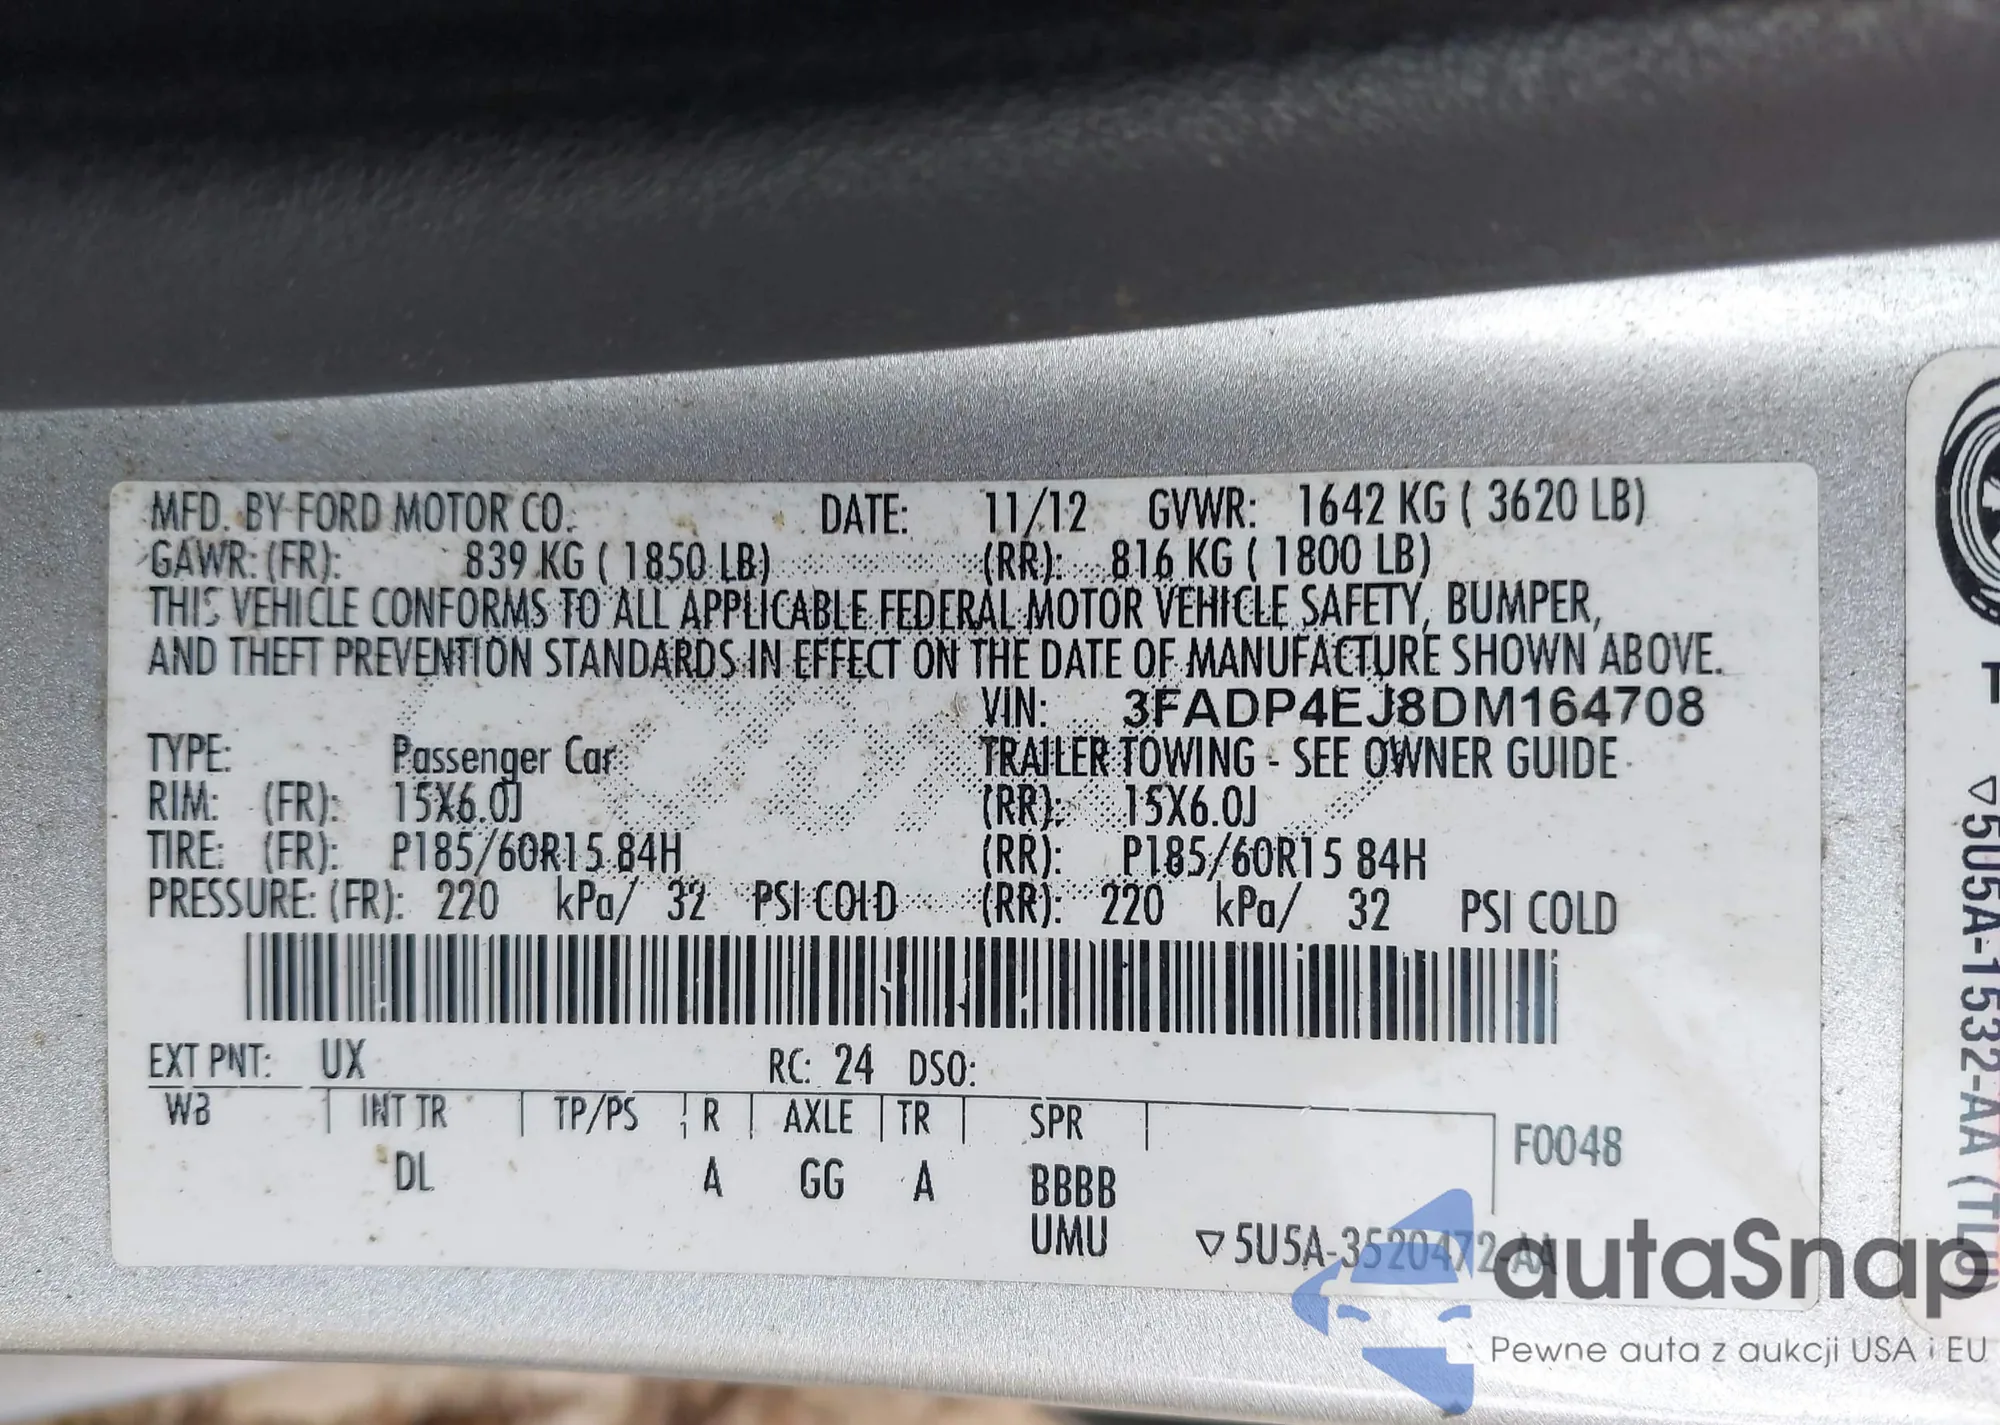 MFD. BY FORD MOTOR CO. DATE: 11/12 GVWR: 1642 KG ( 3620 LB)
GAWR: (FR): 839 KG ( 1850 LB) (RR): 816 KG ( 1800 LB)
THIS VEHICLE CONFORMS TO ALL APPLICABLE FEDERAL MOTOR VEHICLE SAFETY, BUMPER,
AND THEFT PREVENTION STANDARDS IN EFFECT ON THE DATE OF MANUFACTURE SHOWN ABOVE.
VIN: 3FADP4EJ8DM164708
TYPE: Passenger Car TRAILER TOWING - SEE OWNER GUIDE
RIM: (FR): 15X6.0J (RR): 15X6.0J
TIRE: (FR): P185/60R15 84H (RR): P185/60R15 84H
PRESSURE: (FR): 220 kPa/ 32 PSI COLD (RR): 220 kPa/ 32 PSI COLD
EXT PNT: UX RC: 24 DSO:
WB INT TR TP/PS R AXLE TR SPR
F0048
DL A GG A BBBB
UMU ▽5U5A-3520472-AA
▽5U5A-1532-AA
autaSnap
Pewne auta z aukcji USA i EU